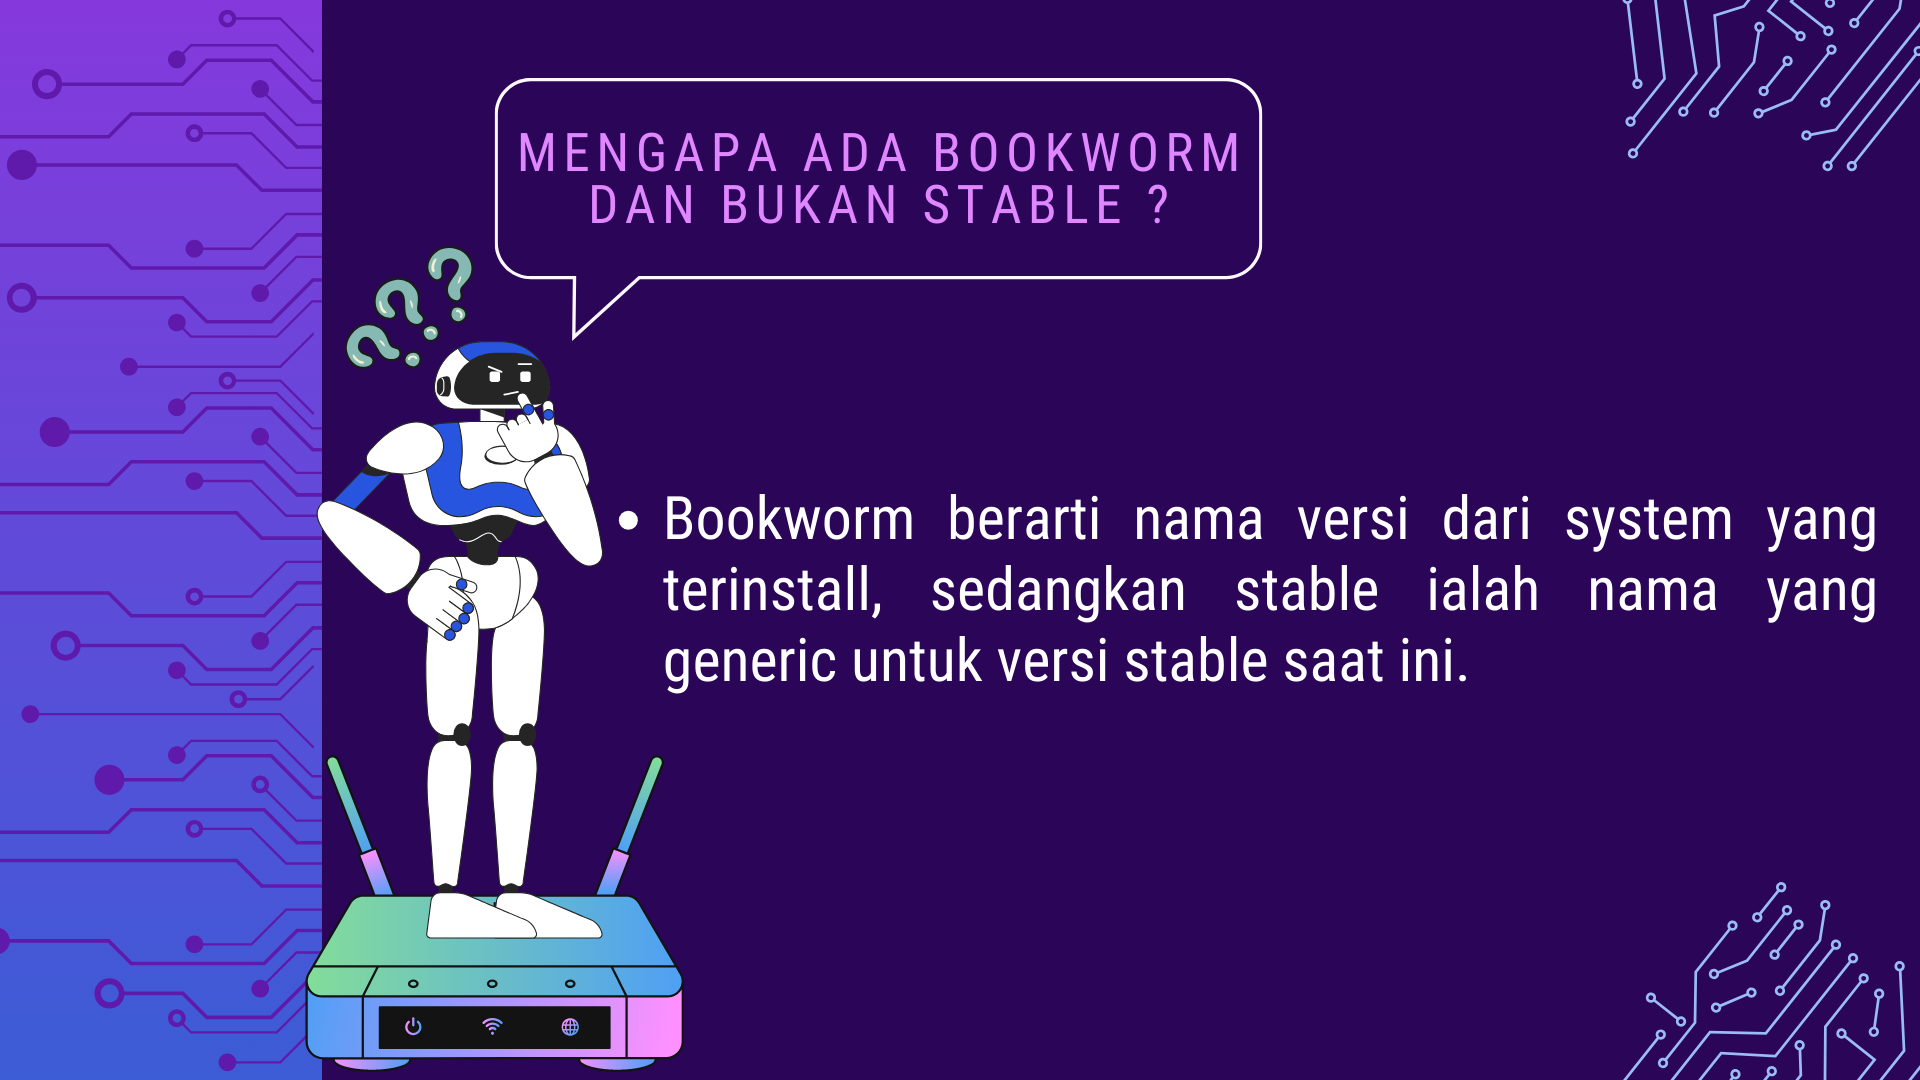 MENGAPA ADA BOOKWORM
DAN BUKAN STABLE ?
• Bookworm berarti nama versi dari system yang
terinstall, sedangkan stable ialah nama yang
generic untuk versi stable saat ini.